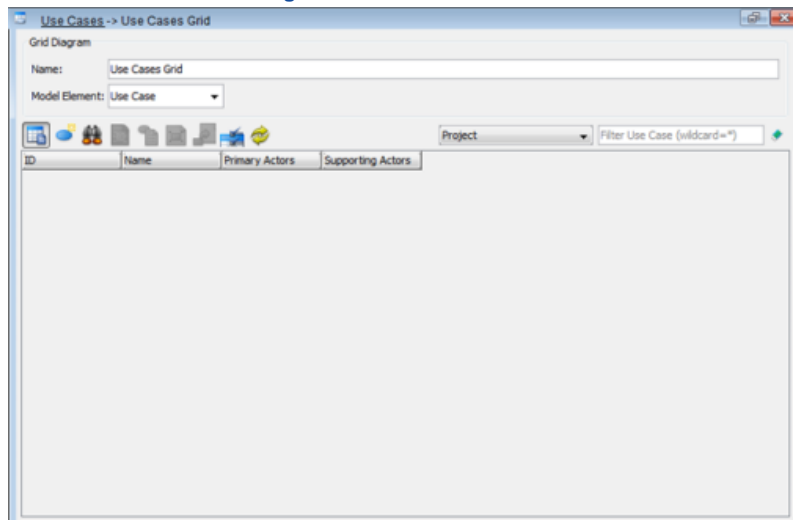 Use Cases -> Use Cases Grid
Grid Diagram
Name: Use Cases Grid
Model Element: Use Case
Project Filter Use Case (wildcard=*)
ID Name Primary Actors Supporting Actors